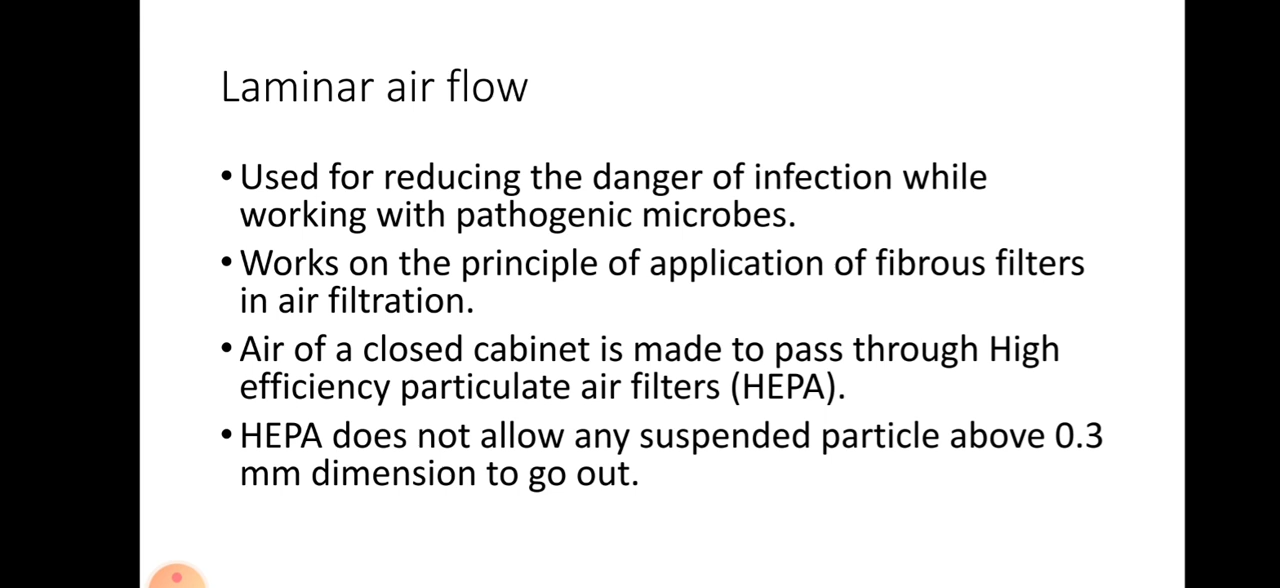 Laminar air flow
• Used for reducing the danger of infection while
working with pathogenic microbes.
• Works on the principle of application of fibrous filters
in air filtration.
• Air of a closed cabinet is made to pass through High
efficiency particulate air filters (HEPA).
• HEPA does not allow any suspended particle above 0.3
mm dimension to go out.